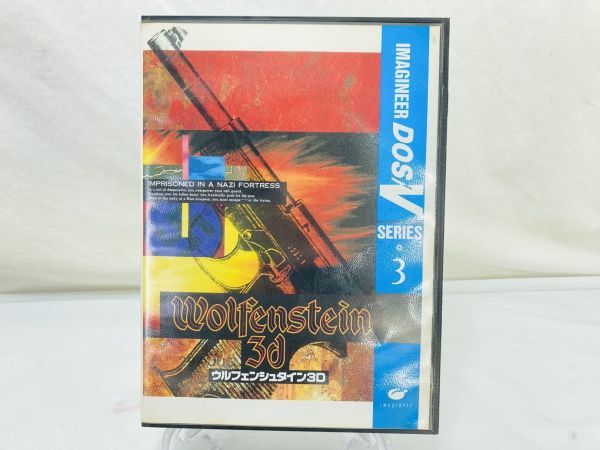 IMAGINEER DOS/V
SERIES
3
IMPRISONED IN A NAZI FORTRESS
Wolfenstein
3d
ウルフェンシュタイン3D
imagineer